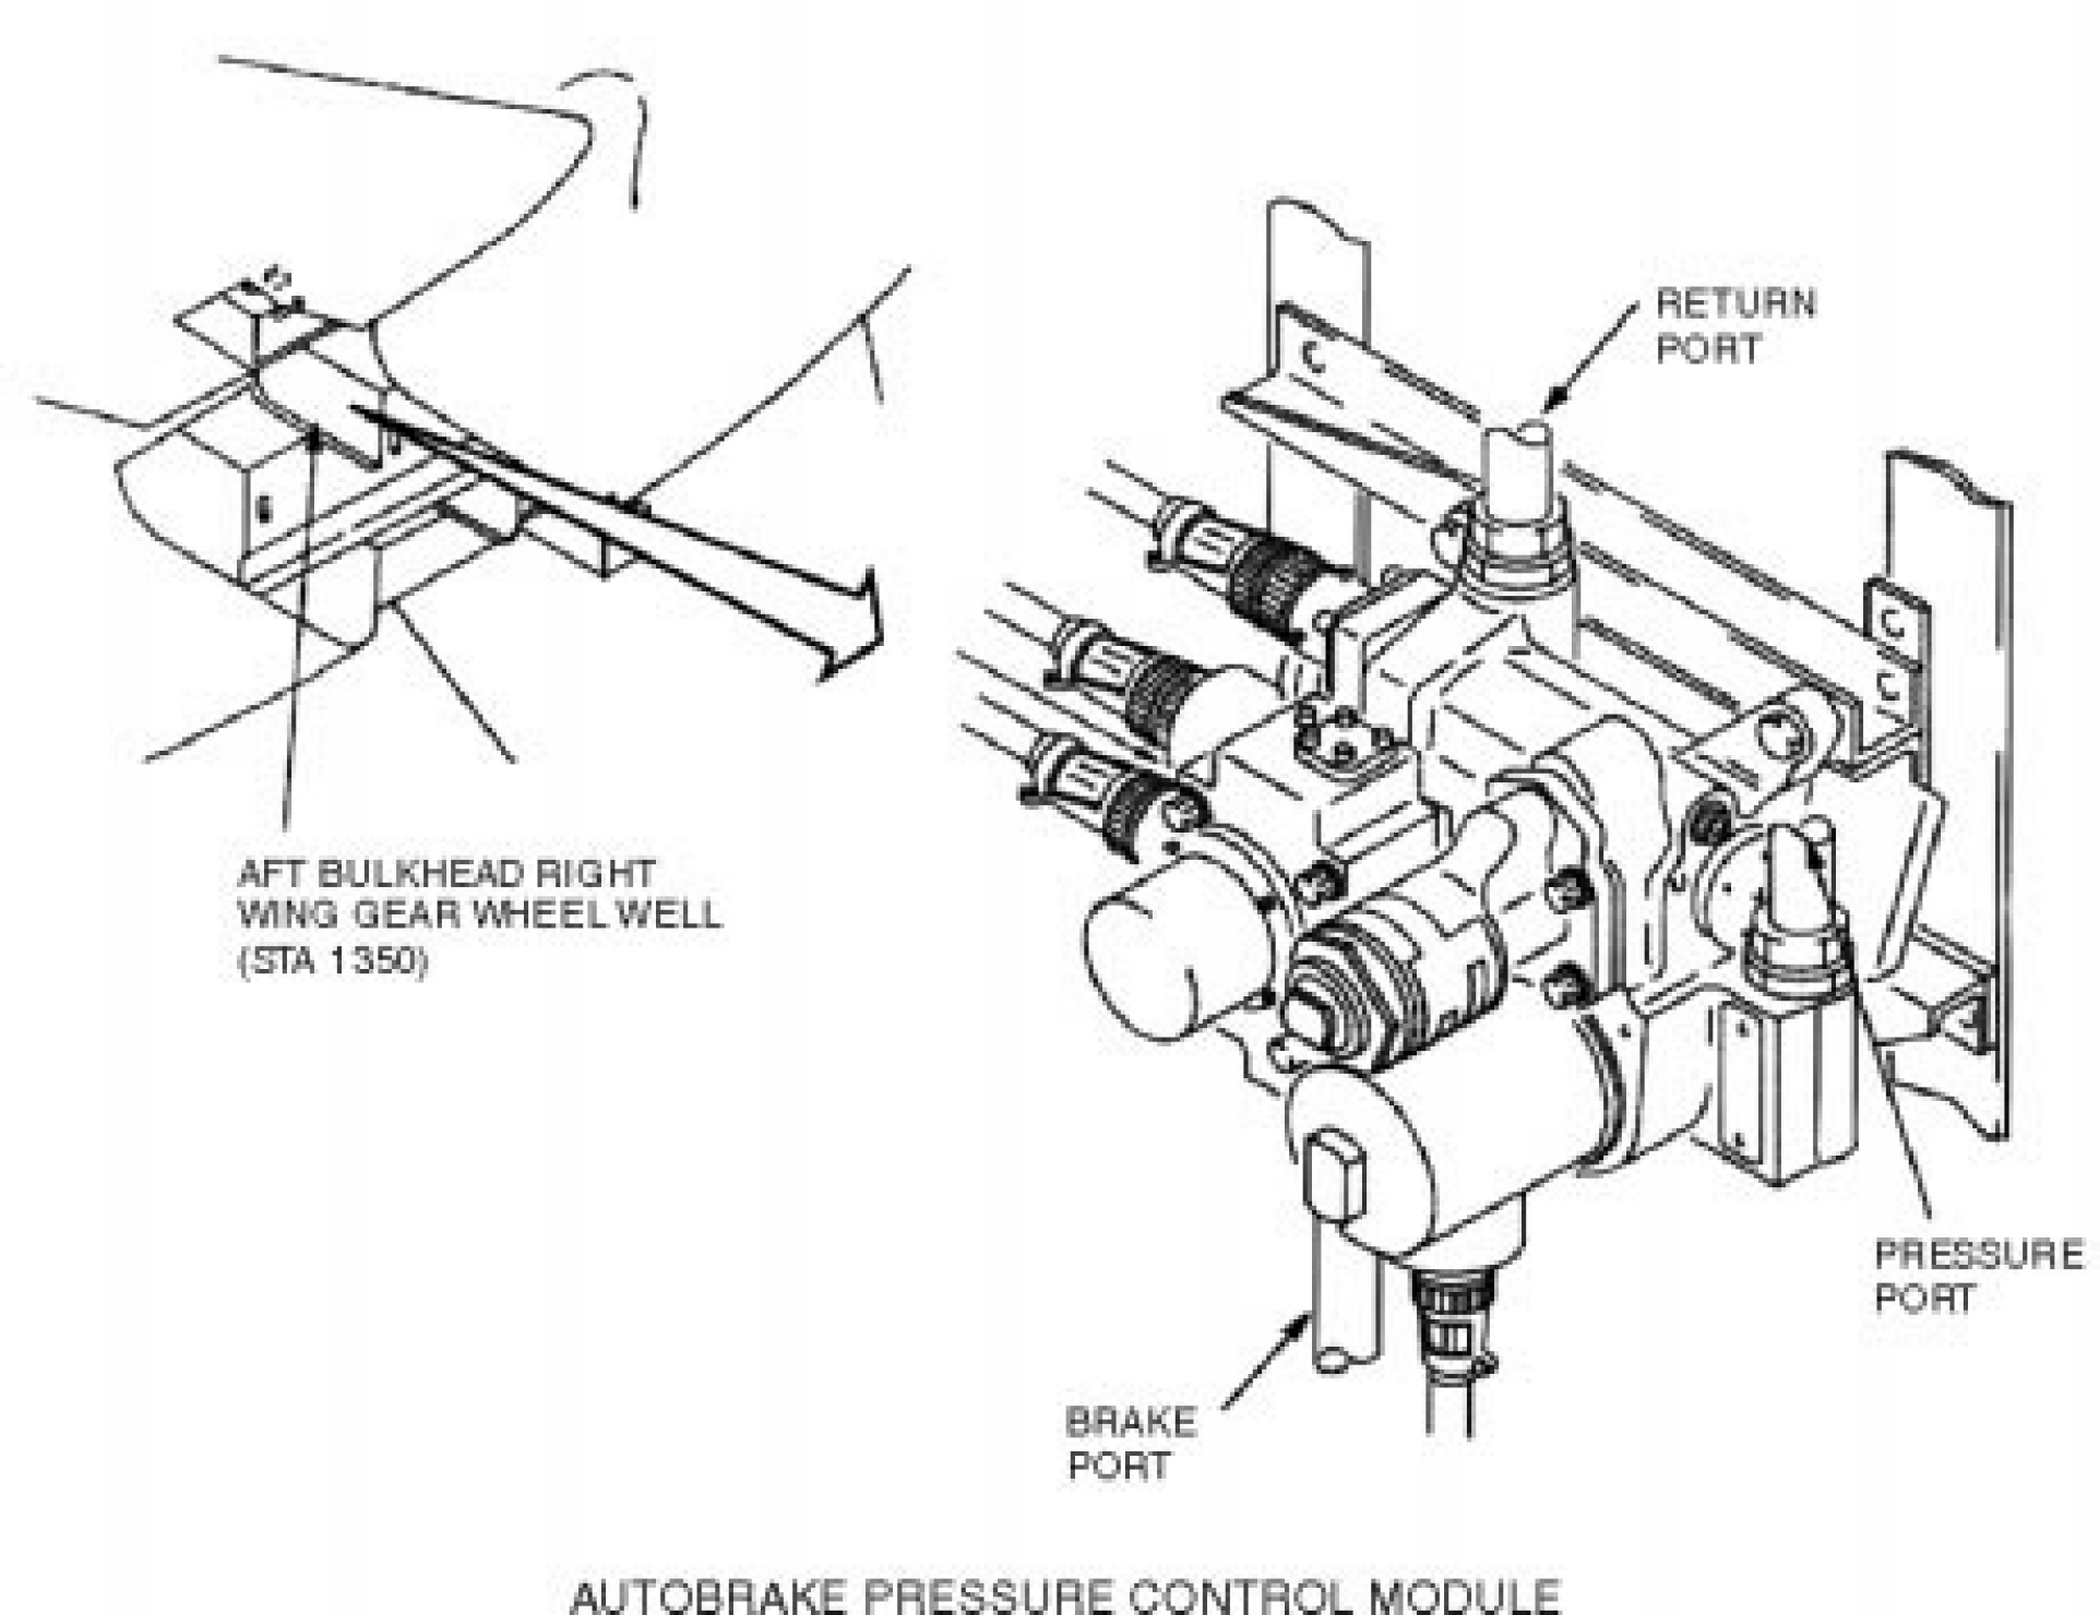 RETURN
PORT
AFT BULKHEAD RIGHT
WING GEAR WHEEL WELL
(STA 1350)
PRESSURE
PORT
BRAKE
PORT
AUTOBRAKE PRESSURE CONTROL MODULE